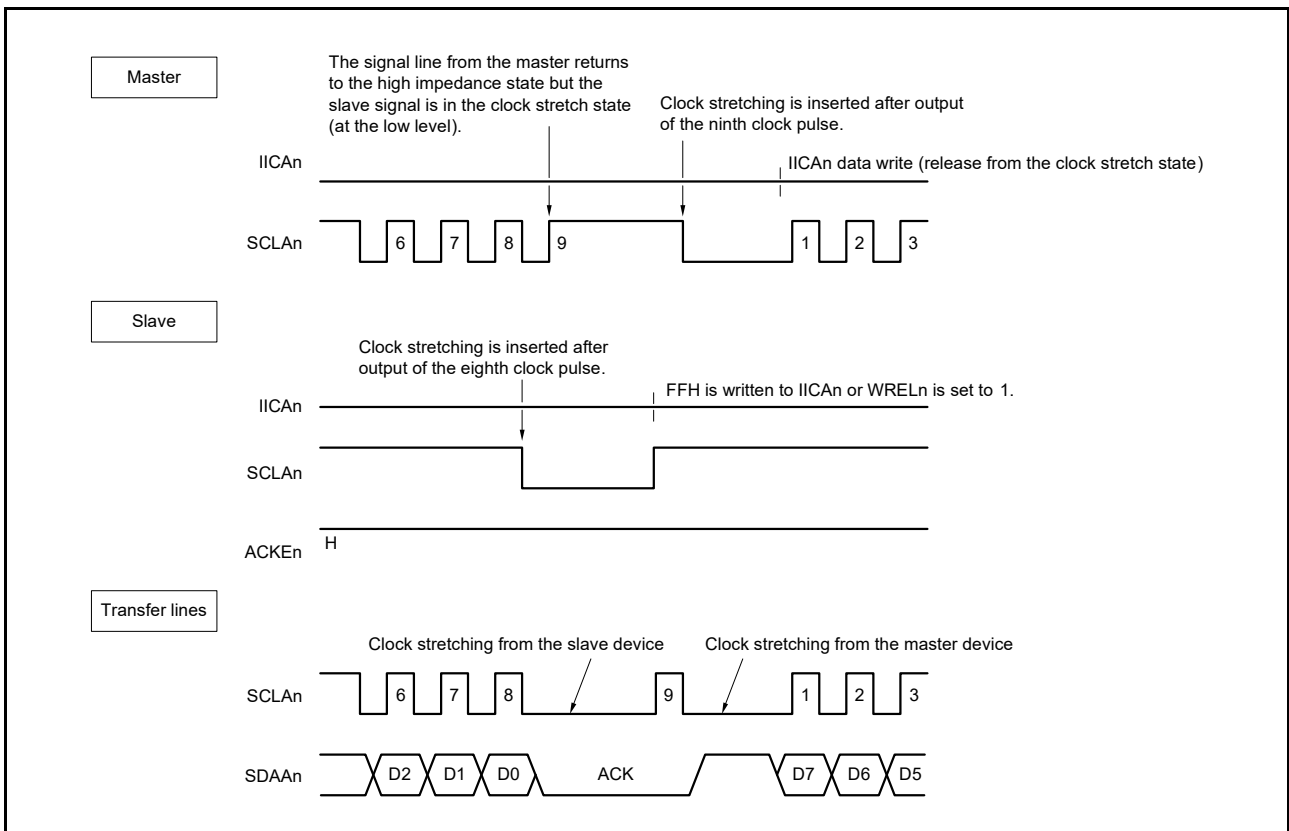 Master
The signal line from the master returns
to the high impedance state but the
slave signal is in the clock stretch state
(at the low level).
Clock stretching is inserted after output
of the ninth clock pulse.
IICAn
IICAn data write (release from the clock stretch state)
SCLAn
6 7 8 9 1 2 3
Slave
Clock stretching is inserted after
output of the eighth clock pulse.
FFH is written to IICAn or WRELn is set to 1.
IICAn
SCLAn
ACKEn
H
Transfer lines
Clock stretching from the slave device
Clock stretching from the master device
SCLAn
6 7 8 9 1 2 3
SDAAn
D2 D1 D0 ACK D7 D6 D5